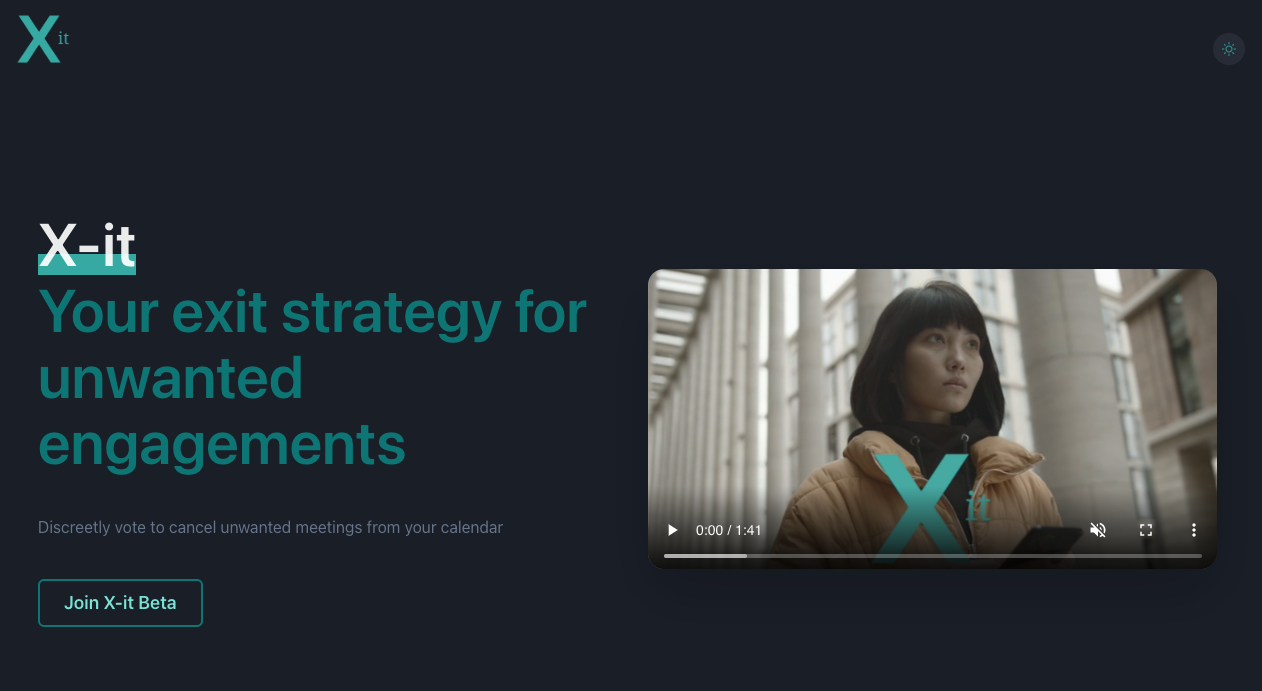 X it
X-it
Your exit strategy for
unwanted
engagements
Discreetly vote to cancel unwanted meetings from your calendar
Join X-it Beta
X it
0:00 / 1:41